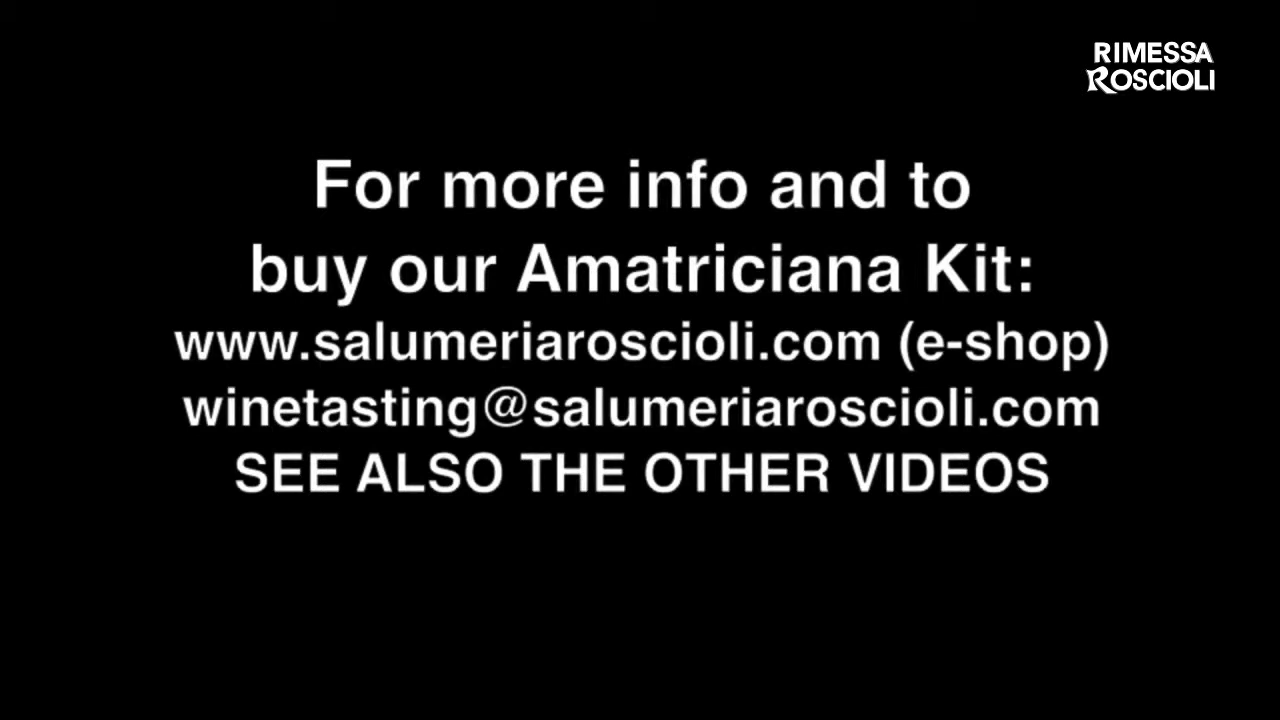 RIMESSA
ROSCIOLI
For more info and to
buy our Amatriciana Kit:
www.salumeriaroscioli.com (e-shop)
winetasting@salumeriaroscioli.com
SEE ALSO THE OTHER VIDEOS